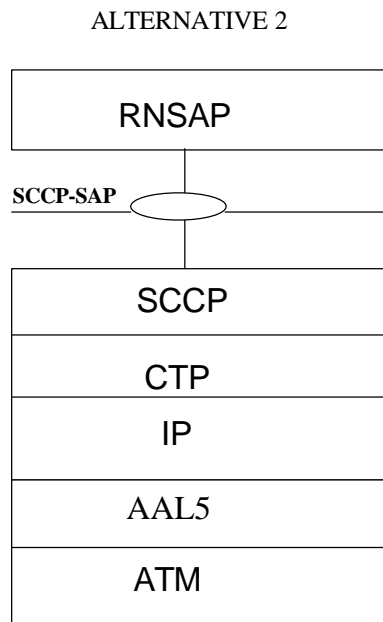 ALTERNATIVE 2
RNSAP
SCCP-SAP
SCCP
CTP
IP
AAL5
ATM